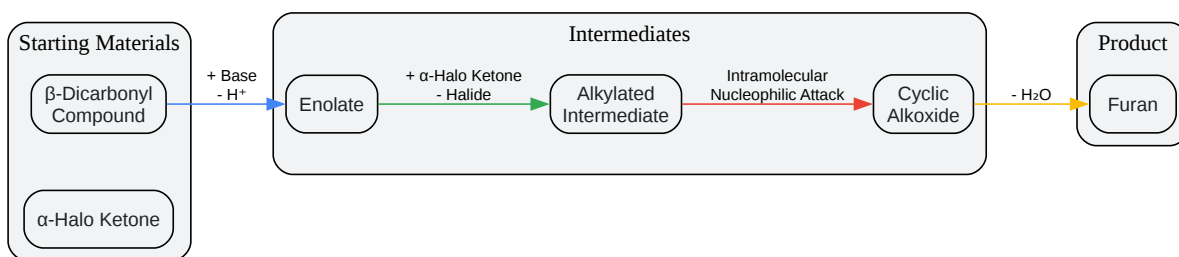 Starting Materials
β-Dicarbonyl
Compound
α-Halo Ketone
+ Base
- H⁺
Intermediates
Enolate
+ α-Halo Ketone
- Halide
Alkylated
Intermediate
Intramolecular
Nucleophilic Attack
Cyclic
Alkoxide
- H₂O
Product
Furan